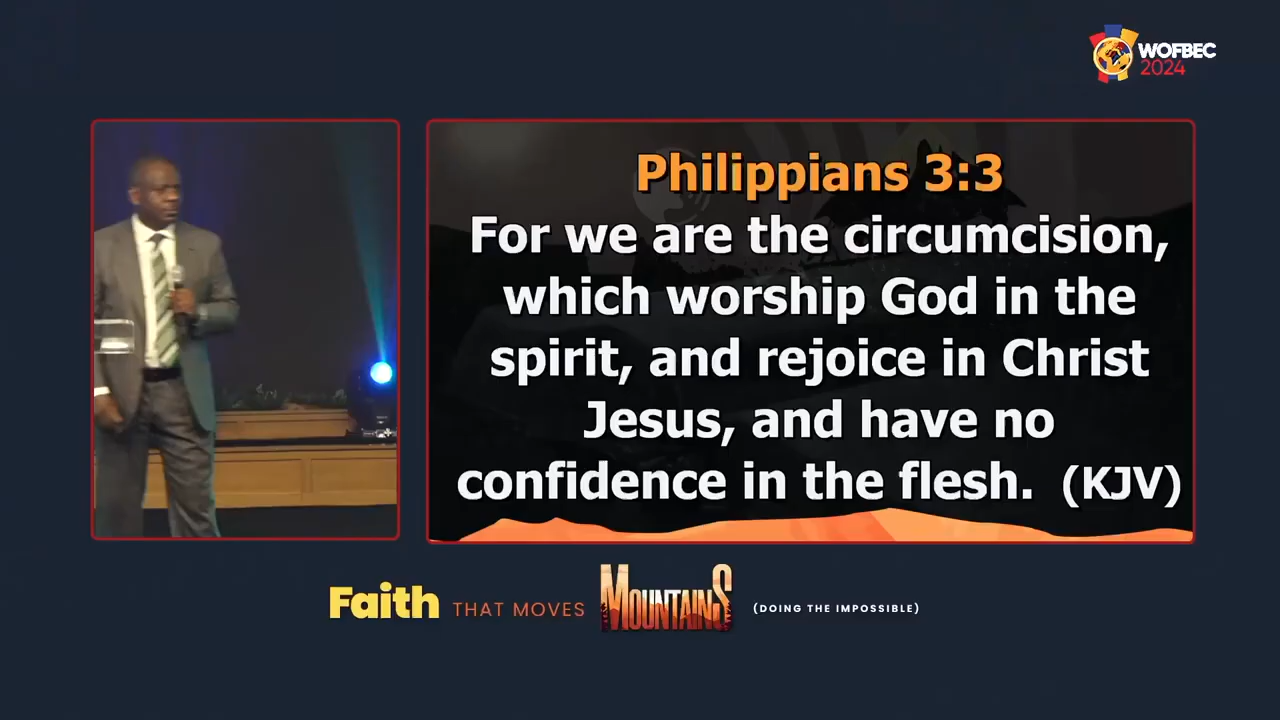 WOFBEC
2024
Philippians 3:3
For we are the circumcision,
which worship God in the
spirit, and rejoice in Christ
Jesus, and have no
confidence in the flesh. (KJV)
Faith THAT MOVES MOUNTAINS (DOING THE IMPOSSIBLE)